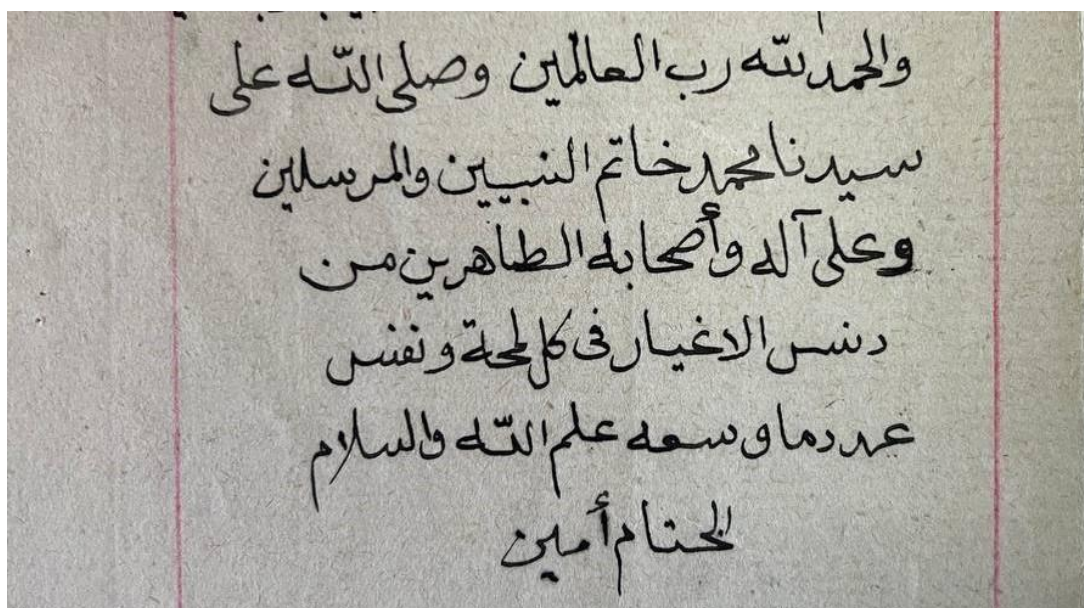 والحمد لله رب العالمين وصلى الله على
سيدنا محمد خاتم النبيين والمرسلين
وعلى آله وأصحابه الطاهرين من
دنس الاغيار فى كل لمحة ونفس
عدد ما وسعه علم الله والسلام
الختام أمين